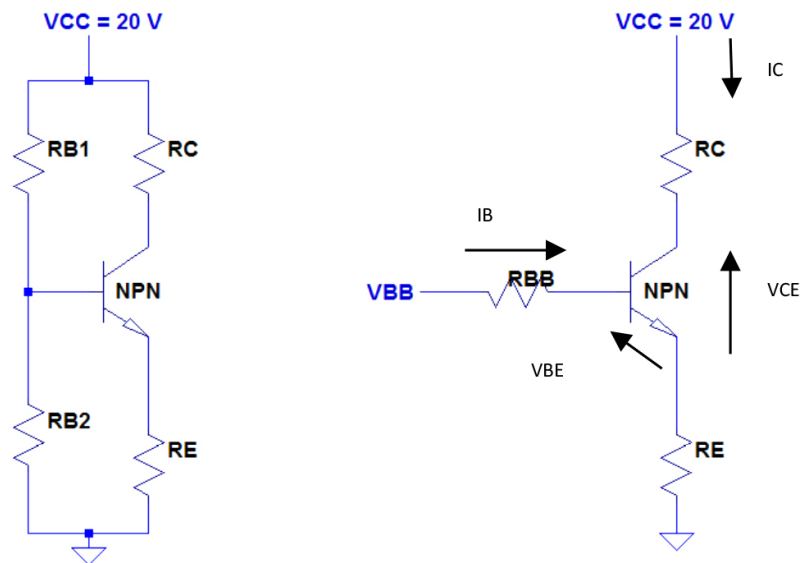 VCC = 20 V
RB1
RC
NPN
RB2
RE
VCC = 20 V
IC
RC
IB
RBB
VBB
NPN
VCE
VBE
RE